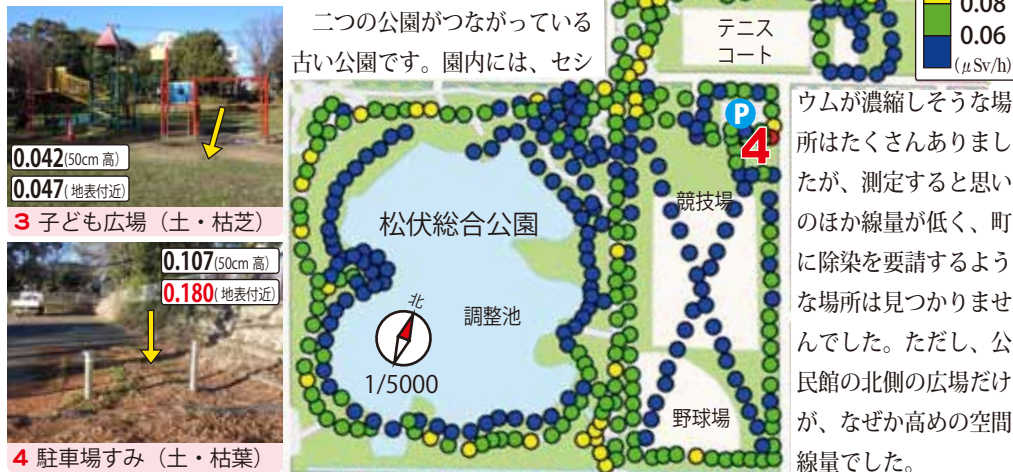 二つの公園がつながっている
古い公園です。園内には、セシ
ウムが濃縮しそうな場
所はたくさんありまし
たが、測定すると思い
のほか線量が低く、町
に除染を要請するよう
な場所は見つかりませ
んでした。ただし、公
民館の北側の広場だけ
が、なぜか高めの空間
線量でした。
0.042(50cm 高)
0.047(地表付近)
3 子ども広場（土・枯芝）
0.107(50cm 高)
0.180(地表付近)
4 駐車場すみ（土・枯葉）
テニス
コート
0.08
0.06
(μSv/h)
P
4
競技場
松伏総合公園
調整池
北
1/5000
野球場